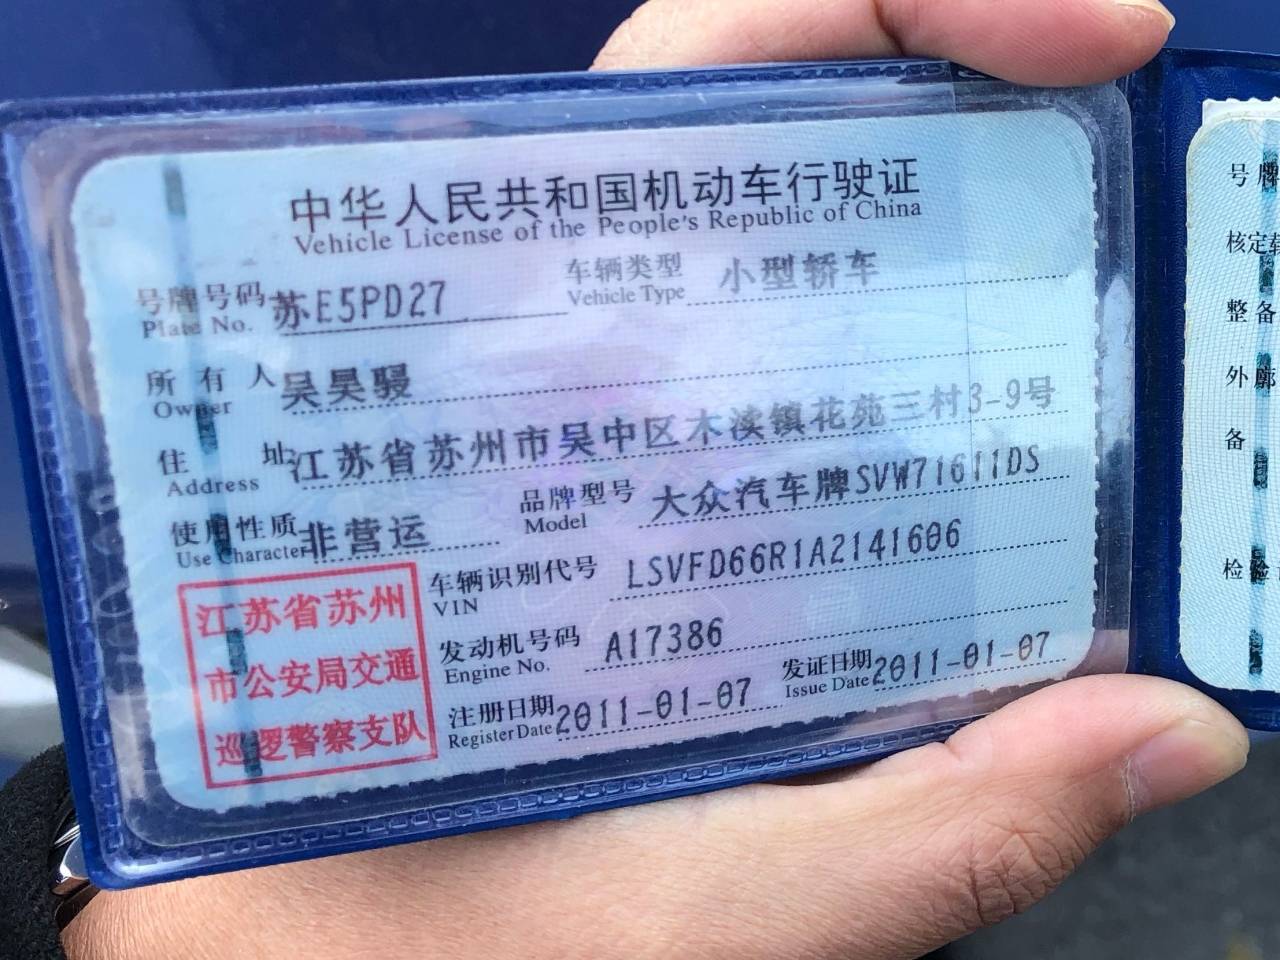 中华人民共和国机动车行驶证
Vehicle License of the People's Republic of China
号牌号码 苏E5PD27 车辆类型 小型轿车
Plate No. Vehicle Type
所有人 吴昊骎
Owner
住址 江苏省苏州市吴中区木渎镇花苑三村3-9号
Address
使用性质 非营运 品牌型号 大众汽车牌SVW71611DS
Use Character Model
江苏省苏州
市公安局交通
巡逻警察支队
车辆识别代号 LSVFD66R1A2141606
VIN
发动机号码 A17386
Engine No.
注册日期 2011-01-07 发证日期 2011-01-07
Register Date Issue Date
号牌
核定载
整备
外廓
备
检验